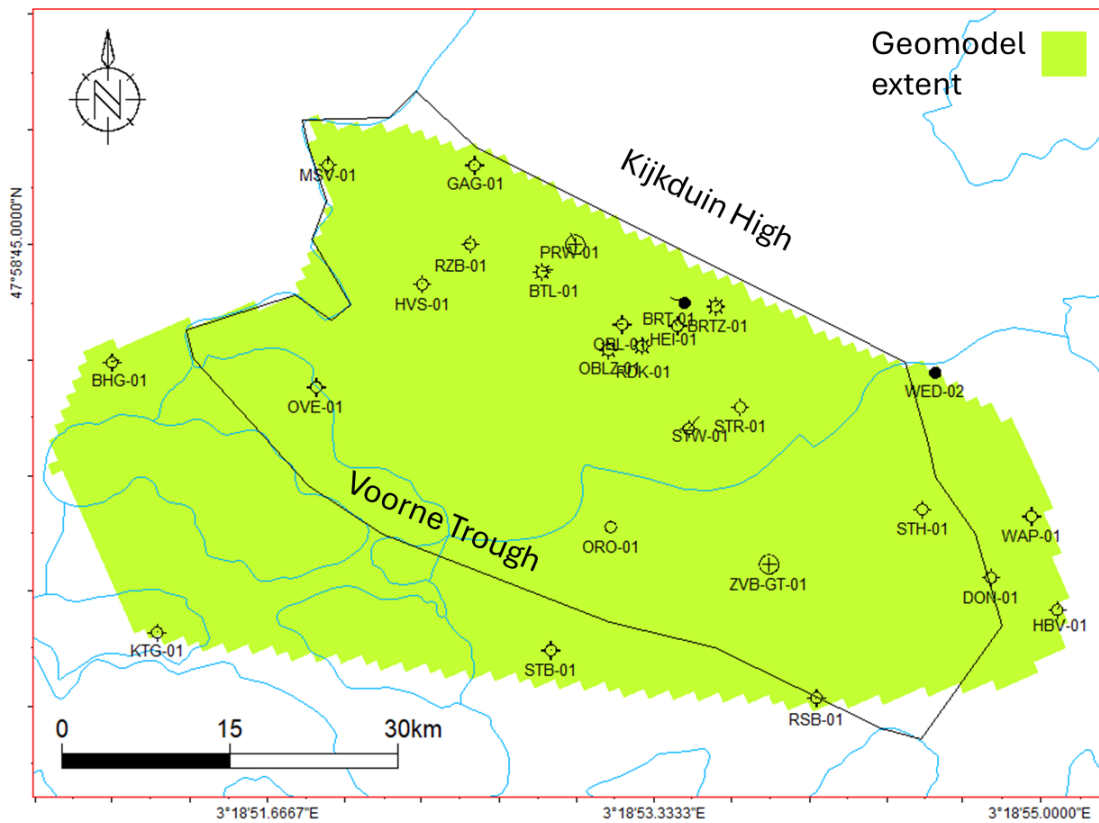 Geomodel
extent
N
Kijkduin High
MSV-01
GAG-01
PRW-01
RZB-01
BTL-01
HVS-01
BRT-01
BRTZ-01
OBL-01
HEI-01
OBLZ-01
RDK-01
BHG-01
OVE-01
WED-02
STW-01
STR-01
Voorne Trough
ORO-01
STH-01
WAP-01
ZVB-GT-01
DON-01
HBV-01
KTG-01
STB-01
RSB-01
0 15 30km
47°58'45.0000"N
3°18'51.6667"E 3°18'53.3333"E 3°18'55.0000"E